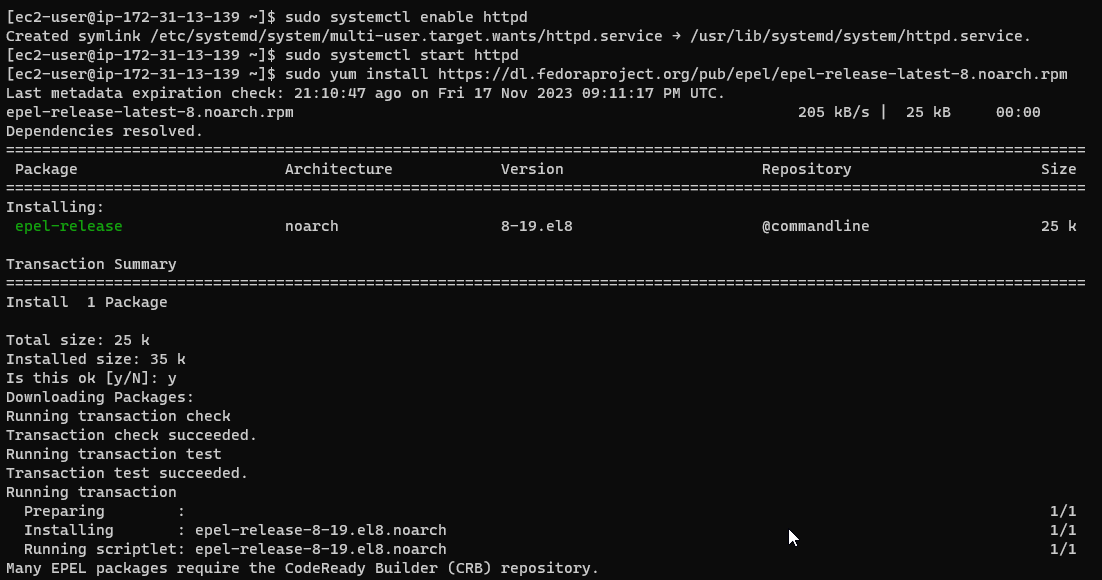 [ec2-user@ip-172-31-13-139 ~]$ sudo systemctl enable httpd
Created symlink /etc/systemd/system/multi-user.target.wants/httpd.service → /usr/lib/systemd/system/httpd.service.
[ec2-user@ip-172-31-13-139 ~]$ sudo systemctl start httpd
[ec2-user@ip-172-31-13-139 ~]$ sudo yum install https://dl.fedoraproject.org/pub/epel/epel-release-latest-8.noarch.rpm
Last metadata expiration check: 21:10:47 ago on Fri 17 Nov 2023 09:11:17 PM UTC.
epel-release-latest-8.noarch.rpm                                                        205 kB/s |  25 kB     00:00
Dependencies resolved.
========================================================================================================================
 Package                       Architecture            Version                      Repository                     Size
========================================================================================================================
Installing:
 epel-release                  noarch                  8-19.el8                     @commandline                   25 k

Transaction Summary
========================================================================================================================
Install  1 Package

Total size: 25 k
Installed size: 35 k
Is this ok [y/N]: y
Downloading Packages:
Running transaction check
Transaction check succeeded.
Running transaction test
Transaction test succeeded.
Running transaction
  Preparing        :                                                                                                1/1
  Installing       : epel-release-8-19.el8.noarch                                                                   1/1
  Running scriptlet: epel-release-8-19.el8.noarch                                                                   1/1
Many EPEL packages require the CodeReady Builder (CRB) repository.